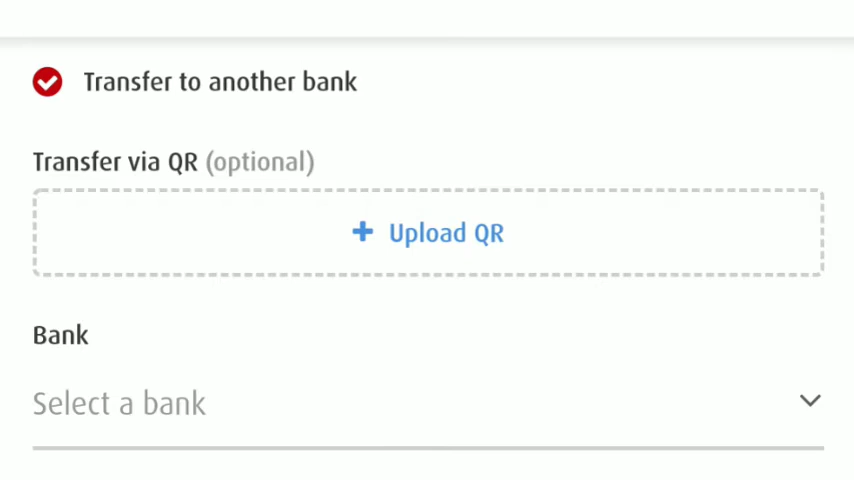 Transfer to another bank
Transfer via QR (optional)
+ Upload QR
Bank
Select a bank